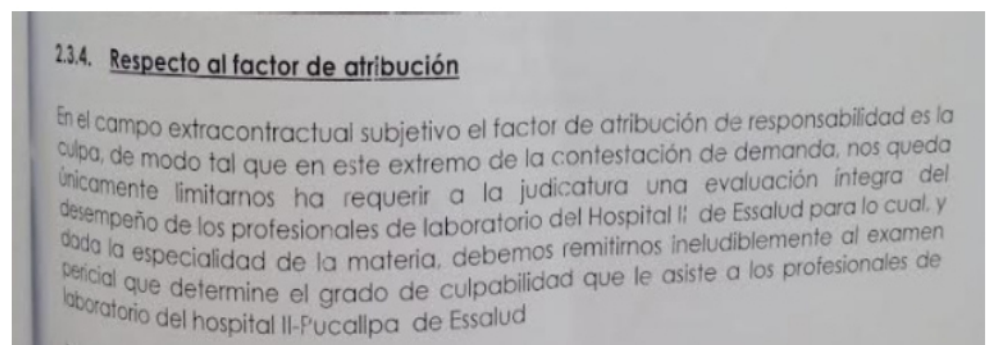 2.3.4. Respecto al factor de atribución
En el campo extracontractual subjetivo el factor de atribución de responsabilidad es la
culpa, de modo tal que en este extremo de la contestación de demanda, nos queda
únicamente limitarnos ha requerir a la judicatura una evaluación íntegra del
desempeño de los profesionales de laboratorio del Hospital II de Essalud para lo cual, y
dada la especialidad de la materia, debemos remitirnos ineludiblemente al examen
pericial que determine el grado de culpabilidad que le asiste a los profesionales de
laboratorio del hospital II-Pucallpa de Essalud